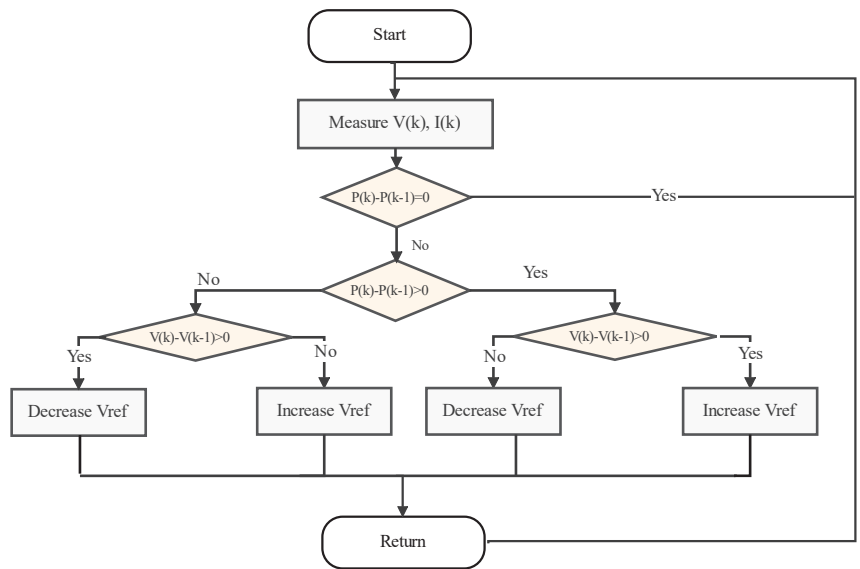 Start
Measure V(k), I(k)
P(k)-P(k-1)=0
Yes
No
P(k)-P(k-1)>0
No
Yes
V(k)-V(k-1)>0
V(k)-V(k-1)>0
Yes
No
No
Yes
Decrease Vref
Increase Vref
Decrease Vref
Increase Vref
Return